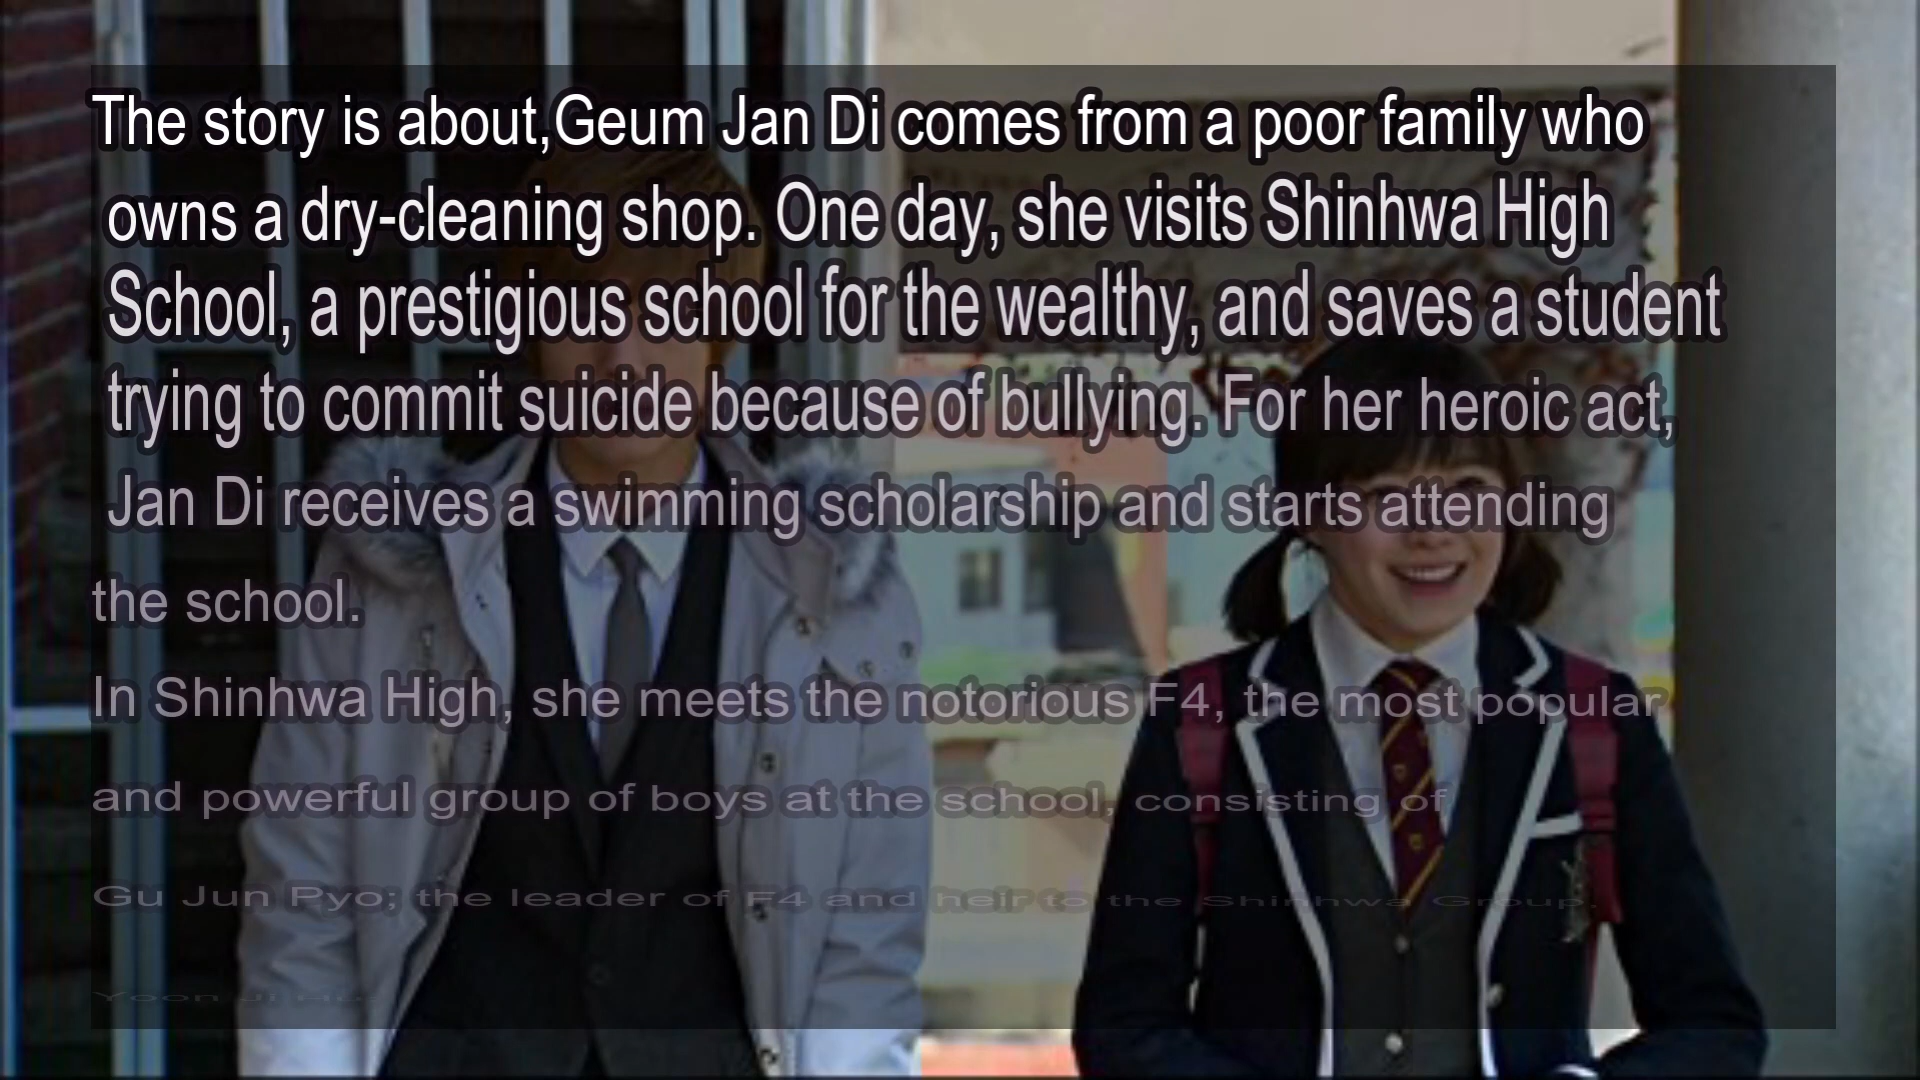 The story is about,Geum Jan Di comes from a poor family who
owns a dry-cleaning shop. One day, she visits Shinhwa High
School, a prestigious school for the wealthy, and saves a student
trying to commit suicide because of bullying. For her heroic act,
Jan Di receives a swimming scholarship and starts attending
the school.
In Shinhwa High, she meets the notorious F4, the most popular
and powerful group of boys at the school, consisting of
Gu Jun Pyo; the leader of F4 and heir to the Shinhwa Group.
Yoon Ji